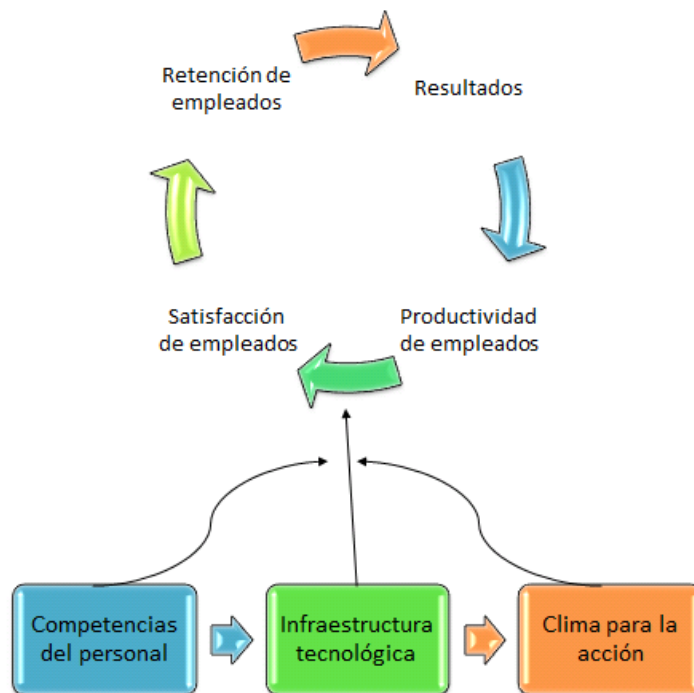 Retención de
empleados
Resultados
Satisfacción
de empleados
Productividad
de empleados
Competencias
del personal
Infraestructura
tecnológica
Clima para la
acción